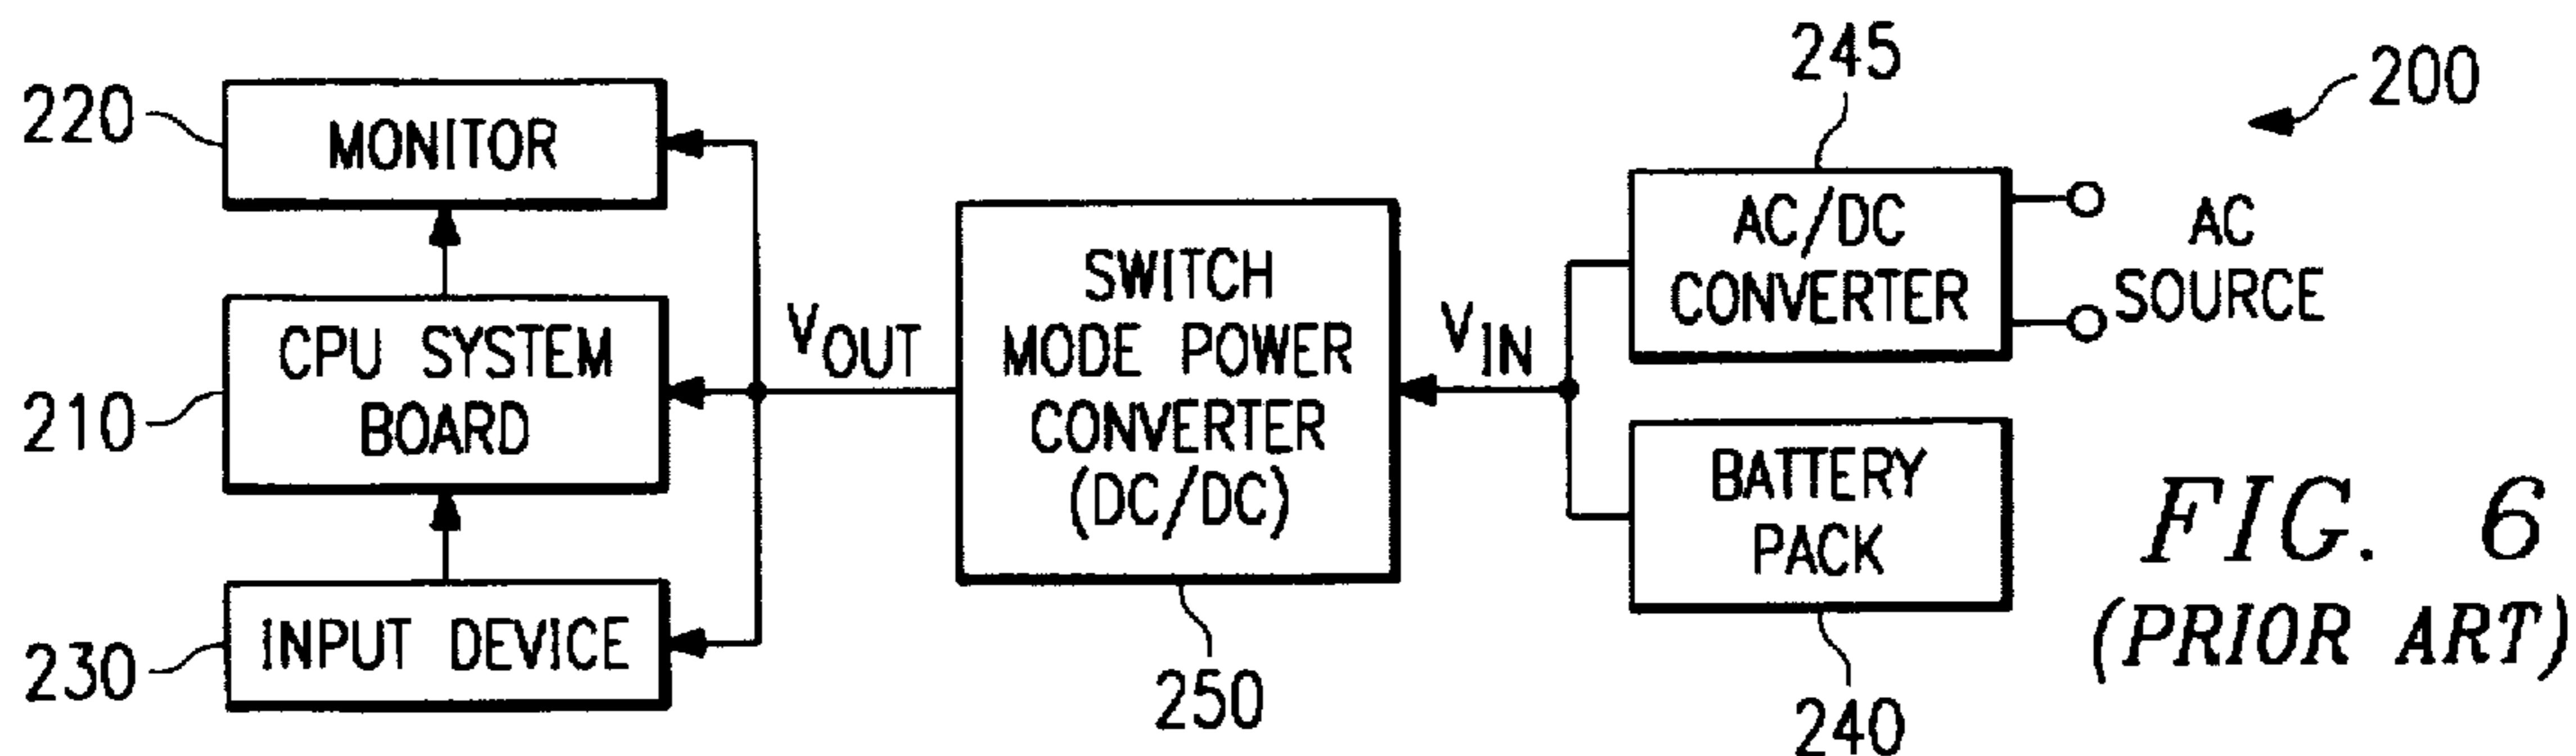 220
MONITOR
210
CPU SYSTEM
BOARD
230
INPUT DEVICE
VOUT
SWITCH
MODE POWER
CONVERTER
(DC/DC)
250
VIN
245
AC/DC
CONVERTER
AC
SOURCE
BATTERY
PACK
240
200
FIG. 6
(PRIOR ART)